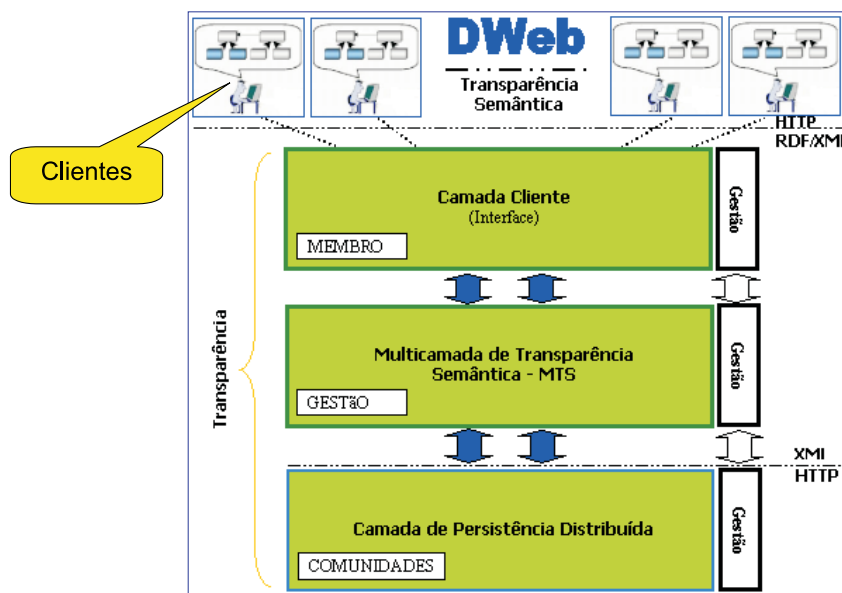 DWeb
Transparência
Semântica
HTTP
RDF/XMI
Clientes
Camada Cliente
(Interface)
MEMBRO
Gestão
Transparência
Multicamada de Transparência
Semântica - MTS
GESTãO
Gestão
XMI
HTTP
Camada de Persistência Distribuída
COMUNIDADES
Gestão